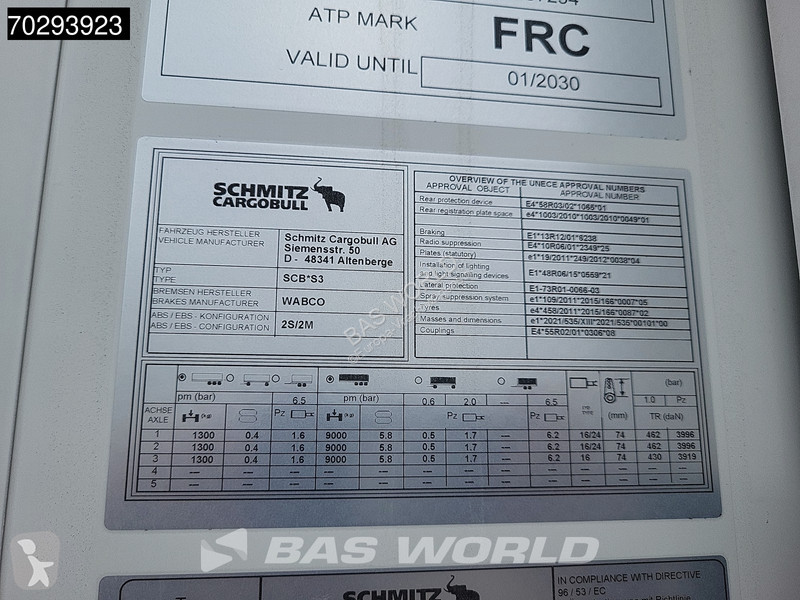 70293923
ATP MARK FRC
VALID UNTIL 01/2030
SCHMITZ
CARGOBULL
FAHRZEUG HERSTELLER
VEHICLE MANUFACTURER
Schmitz Cargobull AG
Siemensstr. 50
D - 48341 Altenberge
TYP
TYPE
SCB*S3
BREMSEN HERSTELLER
BRAKES MANUFACTURER
WABCO
ABS / EBS - KONFIGURATION
ABS / EBS - CONFIGURATION
2S/2M
OVERVIEW OF THE UNECE APPROVAL NUMBERS
APPROVAL OBJECT APPROVAL NUMBER
Rear protection device E4*58R03/02*1065*01
Rear registration plate space e4*1003/2010*1003/2010*0049*01
Braking E1*13R12/01*6238
Radio suppression E4*10R06/01*2349*25
Plates (statutory) e1*19/2011*249/2012*0038*04
Installation of lighting
and light signalling devices E1*48R06/15*0559*21
Lateral protection E1-73R01-0066-03
Spray suppression system e1*109/2011*2015/166*0007*05
Tyres e4*458/2011*2015/166*0087*02
Masses and dimensions e1*2021/535/XIII*2021/535*00101*00
Couplings E4*55R02/01*0306*08
pm (bar) 6.5 pm (bar) 0.6 2.0 --- 6.5 (bar) 1.0 Pz
ACHSE
AXLE
Pz Pz (mm) TR (daN)
1 1300 0.4 1.6 9000 5.8 0.5 1.7 --- 6.2 16/24 74 462 3996
2 1300 0.4 1.6 9000 5.8 0.5 1.7 --- 6.2 16/24 74 462 3996
3 1300 0.4 1.6 9000 5.8 0.5 1.7 --- 6.2 16 74 430 3919
4 --- --- --- --- --- --- --- --- --- --- --- --- ---
5 --- --- --- --- --- --- --- --- --- --- --- --- ---
BAS WORLD
SCHMITZ
IN COMPLIANCE WITH DIRECTIVE
96 / 53 / EC